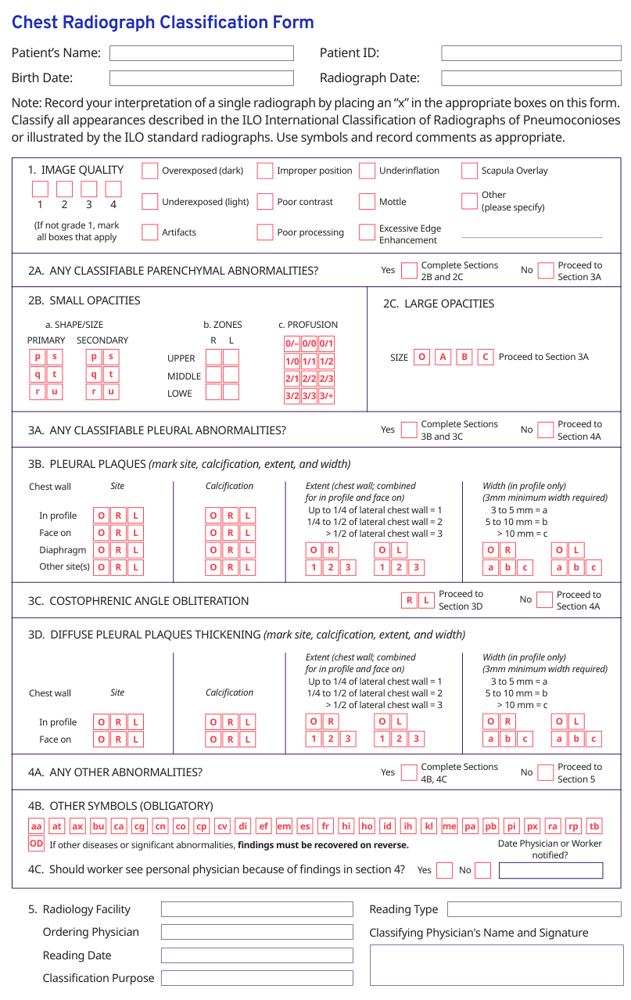 Chest Radiograph Classification Form
Patient's Name: Patient ID:
Birth Date: Radiograph Date:
Note: Record your interpretation of a single radiograph by placing an “x” in the appropriate boxes on this form.
Classify all appearances described in the ILO International Classification of Radiographs of Pneumoconioses
or illustrated by the ILO standard radiographs. Use symbols and record comments as appropriate.
1. IMAGE QUALITY
1 2 3 4
(If not grade 1, mark
all boxes that apply
Overexposed (dark) Improper position Underinflation Scapula Overlay
Underexposed (light) Poor contrast Mottle Other
(please specify)
Artifacts Poor processing Excessive Edge
Enhancement
2A. ANY CLASSIFIABLE PARENCHYMAL ABNORMALITIES? Yes Complete Sections
2B and 2C
No Proceed to
Section 3A
2B. SMALL OPACITIES
a. SHAPE/SIZE
PRIMARY SECONDARY
p s p s
q t q t
r u r u
b. ZONES
R L
UPPER
MIDDLE
LOWE
c. PROFUSION
0/– 0/0 0/1
1/0 1/1 1/2
2/1 2/2 2/3
3/2 3/3 3/+
2C. LARGE OPACITIES
SIZE O A B C Proceed to Section 3A
3A. ANY CLASSIFIABLE PLEURAL ABNORMALITIES? Yes Complete Sections
3B and 3C
No Proceed to
Section 4A
3B. PLEURAL PLAQUES (mark site, calcification, extent, and width)
Chest wall Site Calcification
In profile O R L O R L
Face on O R L O R L
Diaphragm O R L O R L
Other site(s) O R L O R L
Extent (chest wall; combined
for in profile and face on)
Up to 1/4 of lateral chest wall = 1
1/4 to 1/2 of lateral chest wall = 2
> 1/2 of lateral chest wall = 3
O R O L
1 2 3 1 2 3
Width (in profile only)
(3mm minimum width required)
3 to 5 mm = a
5 to 10 mm = b
> 10 mm = c
O R O L
a b c a b c
3C. COSTOPHRENIC ANGLE OBLITERATION R L Proceed to
Section 3D
No Proceed to
Section 4A
3D. DIFFUSE PLEURAL PLAQUES THICKENING (mark site, calcification, extent, and width)
Chest wall Site Calcification
In profile O R L O R L
Face on O R L O R L
Extent (chest wall; combined
for in profile and face on)
Up to 1/4 of lateral chest wall = 1
1/4 to 1/2 of lateral chest wall = 2
> 1/2 of lateral chest wall = 3
O R O L
1 2 3 1 2 3
Width (in profile only)
(3mm minimum width required)
3 to 5 mm = a
5 to 10 mm = b
> 10 mm = c
O R O L
a b c a b c
4A. ANY OTHER ABNORMALITIES? Yes Complete Sections
4B, 4C
No Proceed to
Section 5
4B. OTHER SYMBOLS (OBLIGATORY)
aa at ax bu ca cg cn co cp cv di ef em es fr hi ho id ih kl me pa pb pi px ra rp tb
OD If other diseases or significant abnormalities, findings must be recovered on reverse.
Date Physician or Worker
notified?
4C. Should worker see personal physician because of findings in section 4? Yes No
5. Radiology Facility Reading Type
Ordering Physician Classifying Physician's Name and Signature
Reading Date
Classification Purpose